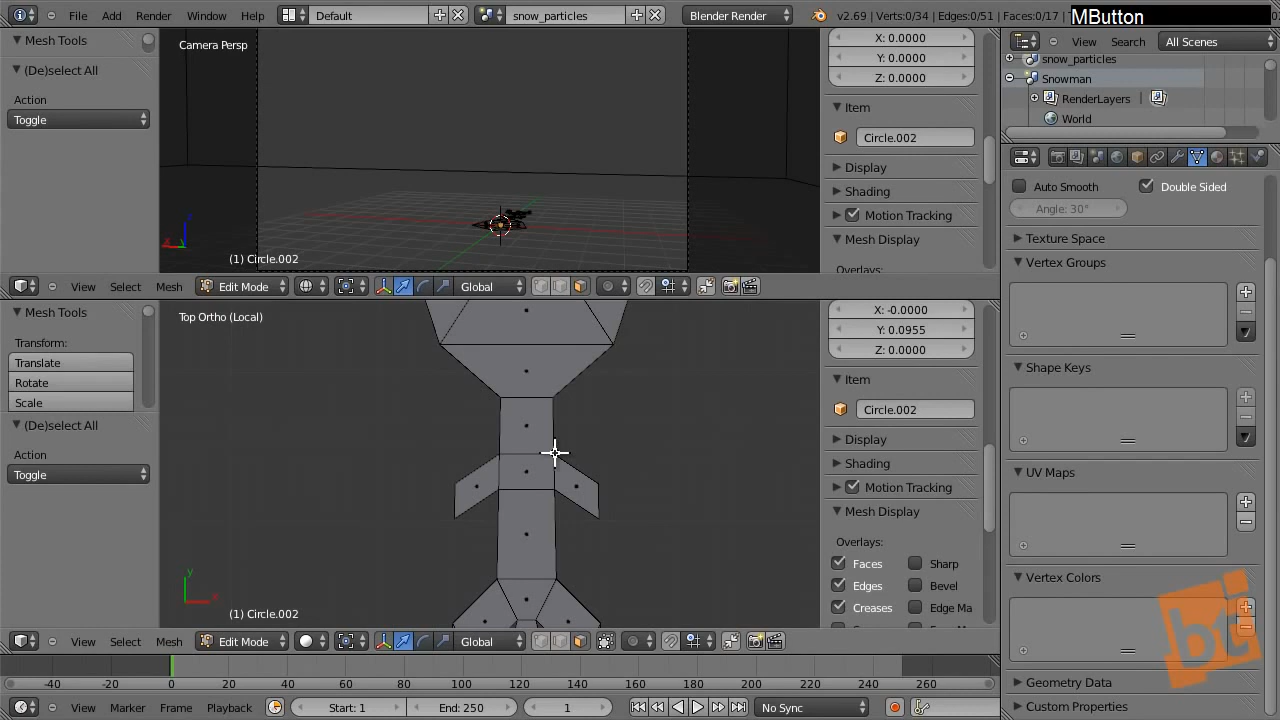 File Add Render Window Help Default snow_particles Blender Render v2.69 | Verts:0/34 | Edges:0/51 | Faces:0/17 | T MButton
Mesh Tools
(De)select All
Action
Toggle
Camera Persp
(1) Circle.002
X: 0.0000
Y: 0.0000
Z: 0.0000
Item
Circle.002
Display
Shading
Motion Tracking
Mesh Display
Overlays:
View Select Mesh Edit Mode Global
Mesh Tools
Transform:
Translate
Rotate
Scale
(De)select All
Action
Toggle
Top Ortho (Local)
y
x
(1) Circle.002
X: -0.0000
Y: 0.0955
Z: 0.0000
Item
Circle.002
Display
Shading
Motion Tracking
Mesh Display
Overlays:
Faces Sharp
Edges Bevel
Creases Edge Ma
View Select Mesh Edit Mode Global
-40 -20 0 20 40 60 80 100 120 140 160 180 200 220 240 260
View Marker Frame Playback Start: 1 End: 250 1 No Sync
View Search All Scenes
snow_particles
Snowman
RenderLayers |
World
Auto Smooth Double Sided
Angle: 30°
Texture Space
Vertex Groups
Shape Keys
UV Maps
Vertex Colors
bt
Geometry Data
Custom Properties